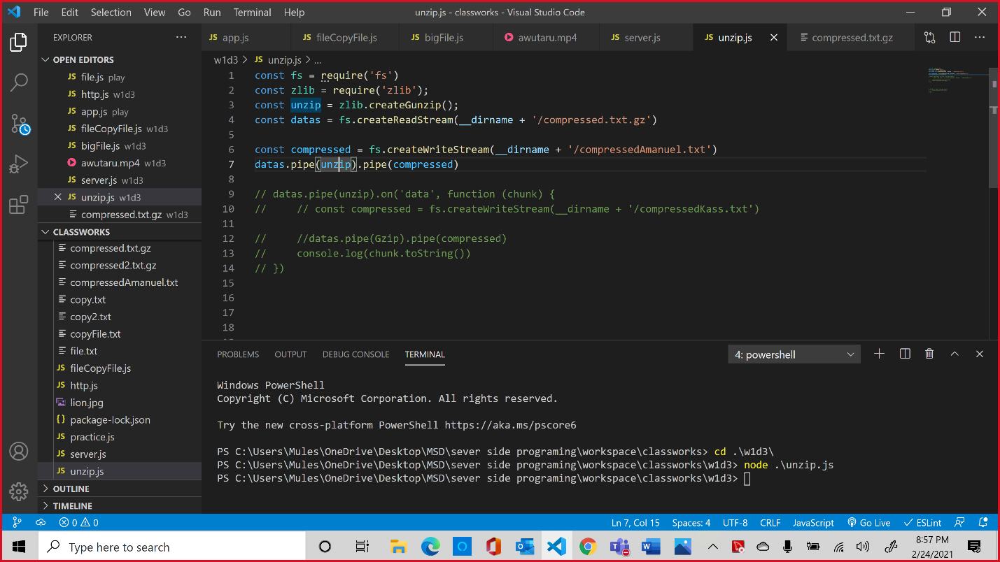 File Edit Selection View Go Run Terminal Help unzip.js - classworks - Visual Studio Code
EXPLORER ···
OPEN EDITORS
JS file.js play
JS http.js w1d3
JS app.js play
JS fileCopyFile.js w1d3
JS bigFile.js w1d3
awutaru.mp4 w1d3
JS server.js w1d3
JS unzip.js w1d3
compressed.txt.gz w1d3
CLASSWORKS
compressed.txt.gz
compressed2.txt.gz
compressedAmanuel.txt
copy.txt
copy2.txt
copyFile.txt
file.txt
JS fileCopyFile.js
JS http.js
lion.jpg
{} package-lock.json
JS practice.js
JS server.js
JS unzip.js
OUTLINE
TIMELINE
JS app.js JS fileCopyFile.js JS bigFile.js awutaru.mp4 JS server.js JS unzip.js compressed.txt.gz ···
w1d3 > JS unzip.js > ...
1 const fs = require('fs')
2 const zlib = require('zlib');
3 const unzip = zlib.createGunzip();
4 const datas = fs.createReadStream(__dirname + '/compressed.txt.gz')
5
6 const compressed = fs.createWriteStream(__dirname + '/compressedAmanuel.txt')
7 datas.pipe(unzip).pipe(compressed)
8
9 // datas.pipe(unzip).on('data', function (chunk) {
10 //     // const compressed = fs.createWriteStream(__dirname + '/compressedKass.txt')
11
12 //     //datas.pipe(Gzip).pipe(compressed)
13 //     console.log(chunk.toString())
14 // })
15
16
17
18
PROBLEMS OUTPUT DEBUG CONSOLE TERMINAL 4: powershell
Windows PowerShell
Copyright (C) Microsoft Corporation. All rights reserved.
Try the new cross-platform PowerShell https://aka.ms/pscore6
PS C:\Users\Mules\OneDrive\Desktop\MSD\sever side programing\workspace\classworks> cd .\w1d3\
PS C:\Users\Mules\OneDrive\Desktop\MSD\sever side programing\workspace\classworks\w1d3> node .\unzip.js
PS C:\Users\Mules\OneDrive\Desktop\MSD\sever side programing\workspace\classworks\w1d3>
0 0 Ln 7, Col 15 Spaces: 4 UTF-8 CRLF JavaScript Go Live ESLint
Type here to search
8:57 PM
2/24/2021